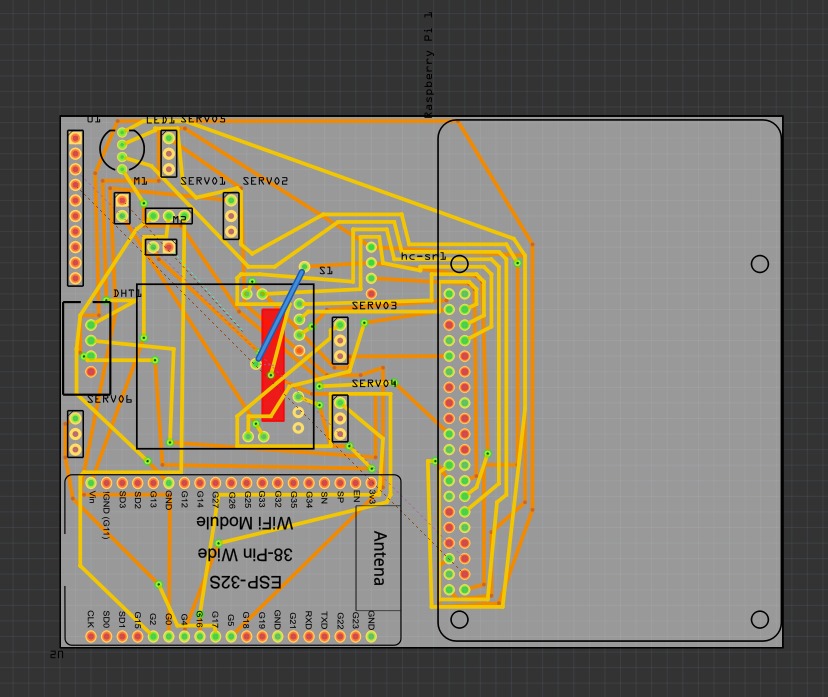 Raspberry Pi 1
U1
LED1
SERVO5
M1
SERVO1
SERVO2
M2
hc-sr1
S1
DHT1
SERVO3
SERVO4
SERVO6
Vin
IGND (G11)
SD3
SD2
G13
GND
G12
G14
G27
G26
G25
G33
G32
G35
G34
SN
SP
EN
3V3
WiFi Module
38-Pin Wide
ESP-32S
Antena
CLK
SD0
SD1
G15
G2
G0
G4
G16
G17
G5
G18
G19
GND
G21
RXD
TXD
G22
G23
GND